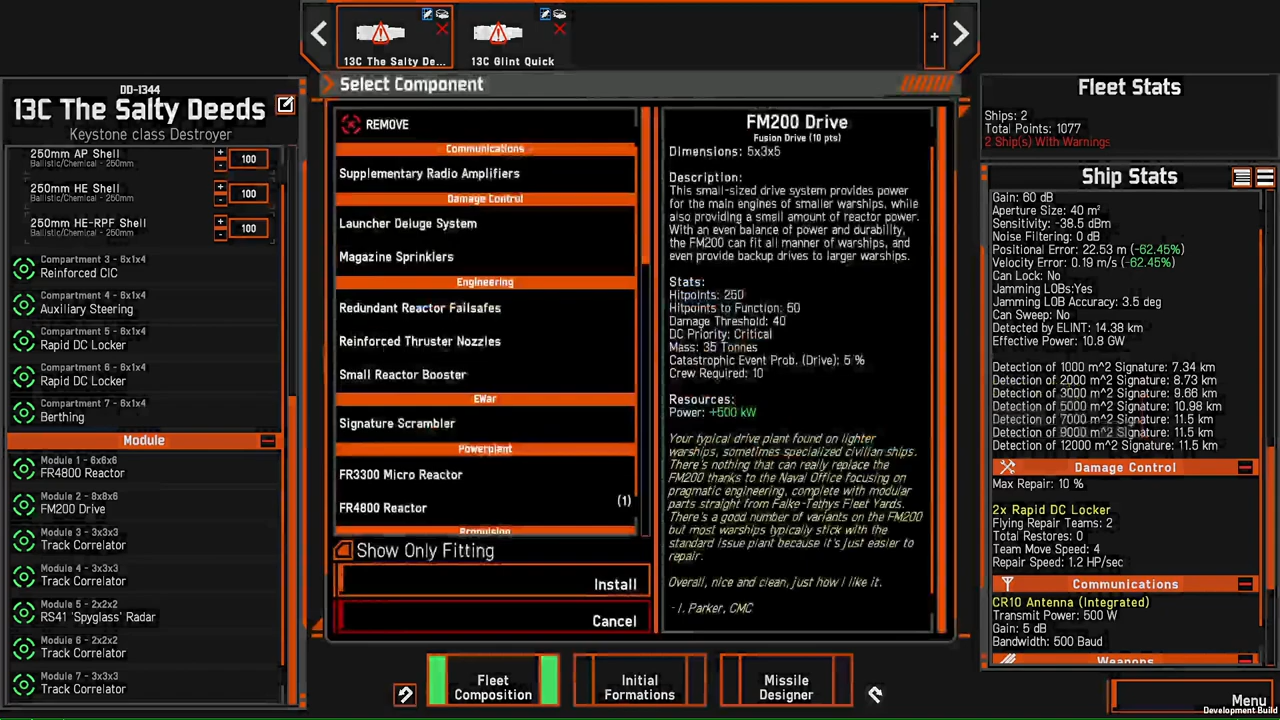 13C The Salty De...
13C Glint Quick
+
DD-1344
13C The Salty Deeds
Keystone class Destroyer
250mm AP Shell
Ballistic/Chemical - 250mm
+
-
100
250mm HE Shell
Ballistic/Chemical - 250mm
+
-
100
250mm HE-RPF Shell
Ballistic/Chemical - 250mm
+
-
100
Compartment 3 - 6x1x4
Reinforced CIC
Compartment 4 - 6x1x4
Auxiliary Steering
Compartment 5 - 6x1x4
Rapid DC Locker
Compartment 6 - 6x1x4
Rapid DC Locker
Compartment 7 - 6x1x4
Berthing
Module
Module 1 - 6x6x6
FR4800 Reactor
Module 2 - 8x8x6
FM200 Drive
Module 3 - 3x3x3
Track Correlator
Module 4 - 3x3x3
Track Correlator
Module 5 - 2x2x2
RS41 'Spyglass' Radar
Module 6 - 2x2x2
Track Correlator
Module 7 - 3x3x3
Track Correlator
Select Component
REMOVE
Communications
Supplementary Radio Amplifiers
Damage Control
Launcher Deluge System
Magazine Sprinklers
Engineering
Redundant Reactor Failsafes
Reinforced Thruster Nozzles
Small Reactor Booster
EWar
Signature Scrambler
Powerplant
FR3300 Micro Reactor
FR4800 Reactor (1)
Propulsion
Show Only Fitting
Install
Cancel
FM200 Drive
Fusion Drive (10 pts)
Dimensions: 5x3x5
Description:
This small-sized drive system provides power
for the main engines of smaller warships, while
also providing a small amount of reactor power.
With an even balance of power and durability,
the FM200 can fit all manner of warships, and
even provide backup drives to larger warships.
Stats:
Hitpoints: 250
Hitpoints to Function: 50
Damage Threshold: 40
DC Priority: Critical
Mass: 35 Tonnes
Catastrophic Event Prob. (Drive): 5 %
Crew Required: 10
Resources:
Power: +500 kW
Your typical drive plant found on lighter
warships, sometimes specialized civilian ships.
There's nothing that can really replace the
FM200 thanks to the Naval Office focusing on
pragmatic engineering, complete with modular
parts straight from Falke-Tethys Fleet Yards.
There's a good number of variants on the FM200
but most warships typically stick with the
standard issue plant because it's just easier to
repair.
Overall, nice and clean, just how I like it.
- I. Parker, CMC
Fleet
Composition
Initial
Formations
Missile
Designer
Fleet Stats
Ships: 2
Total Points: 1077
2 Ship(s) With Warnings
Ship Stats
Gain: 60 dB
Aperture Size: 40 m²
Sensitivity: -38.5 dBm
Noise Filtering: 0 dB
Positional Error: 22.53 m (-62.45%)
Velocity Error: 0.19 m/s (-62.45%)
Can Lock: No
Jamming LOBs:Yes
Jamming LOB Accuracy: 3.5 deg
Can Sweep: No
Detected by ELINT: 14.38 km
Effective Power: 10.8 GW
Detection of 1000 m^2 Signature: 7.34 km
Detection of 2000 m^2 Signature: 8.73 km
Detection of 3000 m^2 Signature: 9.66 km
Detection of 5000 m^2 Signature: 10.98 km
Detection of 7000 m^2 Signature: 11.5 km
Detection of 9000 m^2 Signature: 11.5 km
Detection of 12000 m^2 Signature: 11.5 km
Damage Control
Max Repair: 10 %
2x Rapid DC Locker
Flying Repair Teams: 2
Total Restores: 0
Team Move Speed: 4
Repair Speed: 1.2 HP/sec
Communications
CR10 Antenna (Integrated)
Transmit Power: 500 W
Gain: 5 dB
Bandwidth: 500 Baud
Weapons
Menu
Development Build